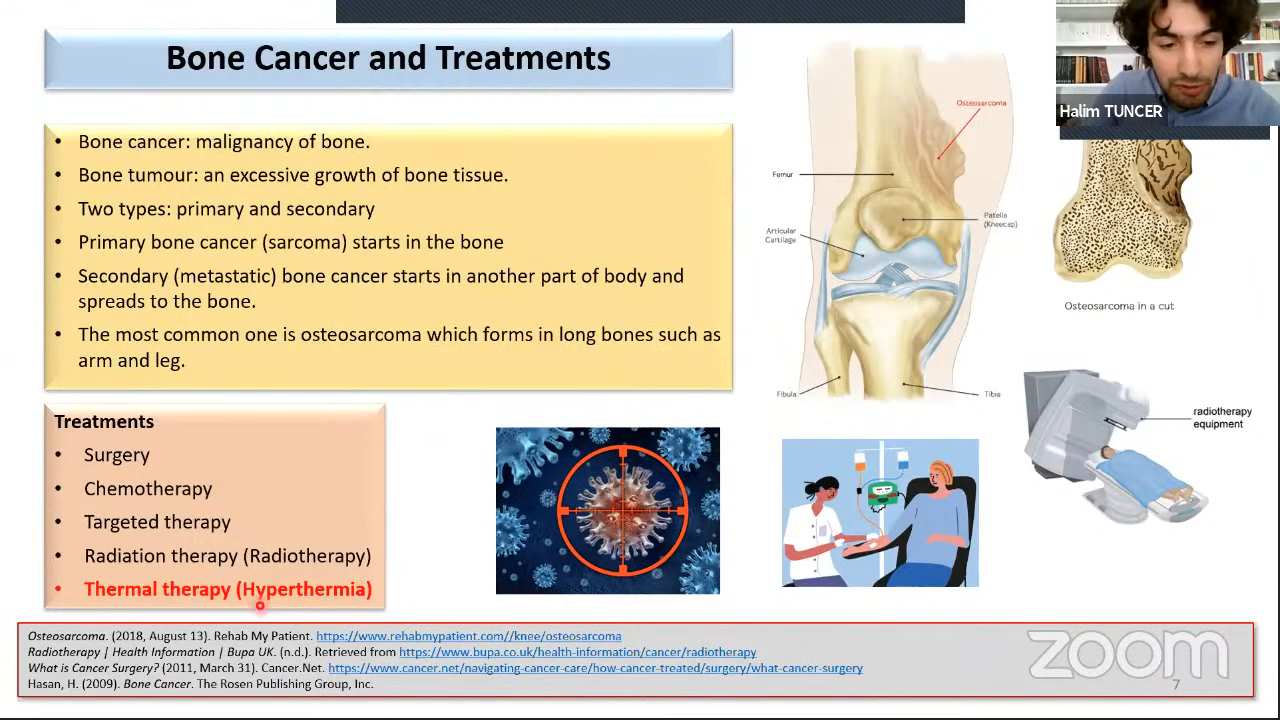 Bone Cancer and Treatments
• Bone cancer: malignancy of bone.
• Bone tumour: an excessive growth of bone tissue.
• Two types: primary and secondary
• Primary bone cancer (sarcoma) starts in the bone
• Secondary (metastatic) bone cancer starts in another part of body and
spreads to the bone.
• The most common one is osteosarcoma which forms in long bones such as
arm and leg.
Treatments
• Surgery
• Chemotherapy
• Targeted therapy
• Radiation therapy (Radiotherapy)
• Thermal therapy (Hyperthermia)
Osteosarcoma
Femur
Patella
(Kneecap)
Articular
Cartilage
Fibula
Tibia
Halim TUNCER
Osteosarcoma in a cut
radiotherapy
equipment
Osteosarcoma. (2018, August 13). Rehab My Patient. https://www.rehabmypatient.com//knee/osteosarcoma
Radiotherapy | Health Information | Bupa UK. (n.d.). Retrieved from https://www.bupa.co.uk/health-information/cancer/radiotherapy
What is Cancer Surgery? (2011, March 31). Cancer.Net. https://www.cancer.net/navigating-cancer-care/how-cancer-treated/surgery/what-cancer-surgery
Hasan, H. (2009). Bone Cancer. The Rosen Publishing Group, Inc.
zoom
7